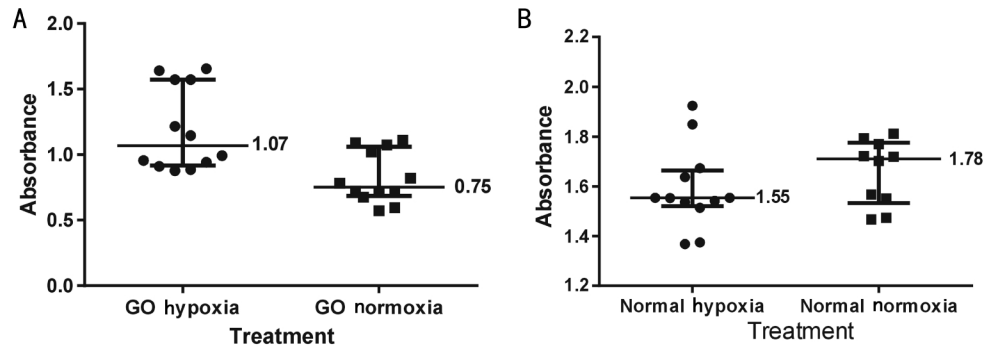 A
Absorbance
2.0
1.5
1.0
0.5
0.0
1.07
0.75
GO hypoxia
GO normoxia
Treatment
B
Absorbance
2.2
2.0
1.8
1.6
1.4
1.2
1.55
1.78
Normal hypoxia
Normal normoxia
Treatment